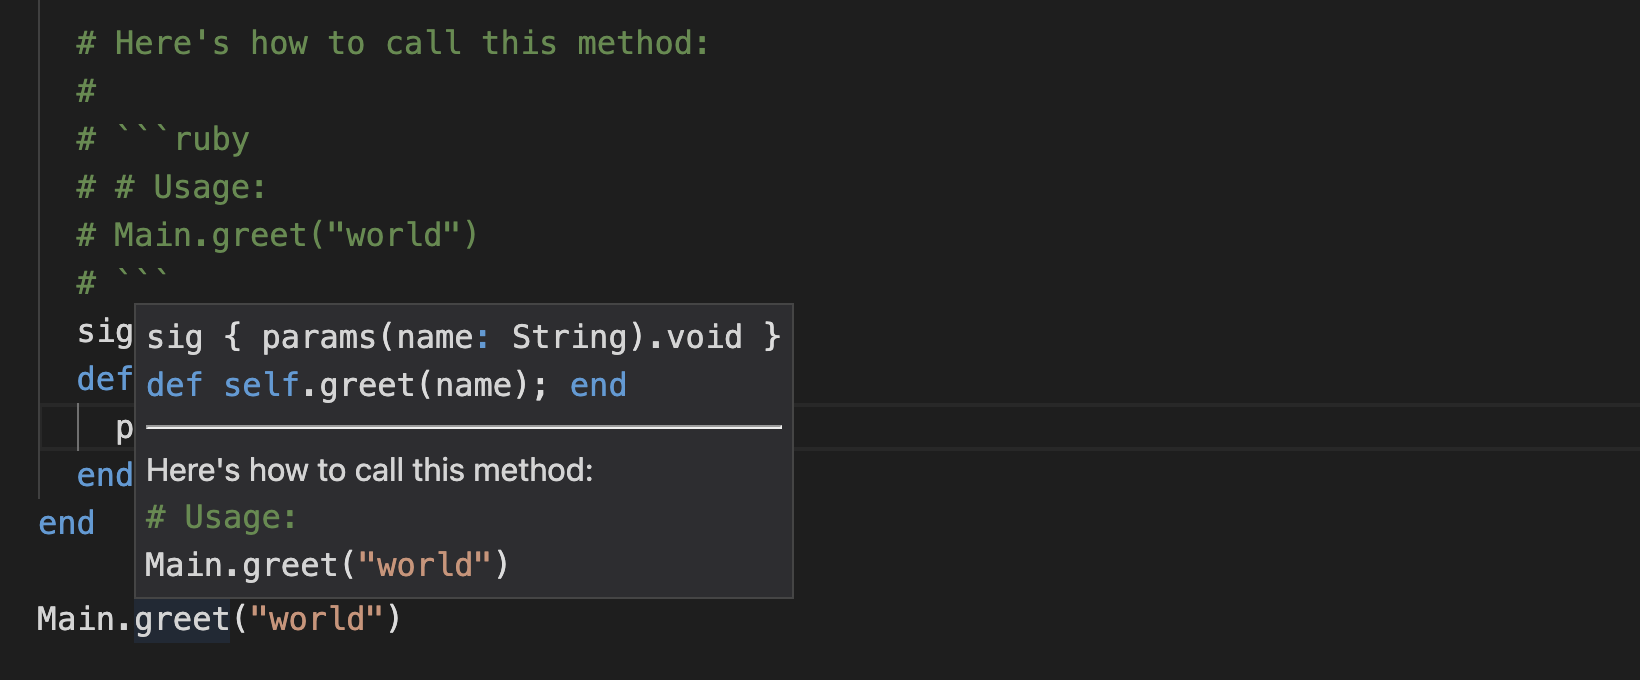 # Here's how to call this method:
#
# ```ruby
# # Usage:
# Main.greet("world")
# ```
sig
def
p
end
end
sig { params(name: String).void }
def self.greet(name); end
Here's how to call this method:
# Usage:
Main.greet("world")
Main.greet("world")